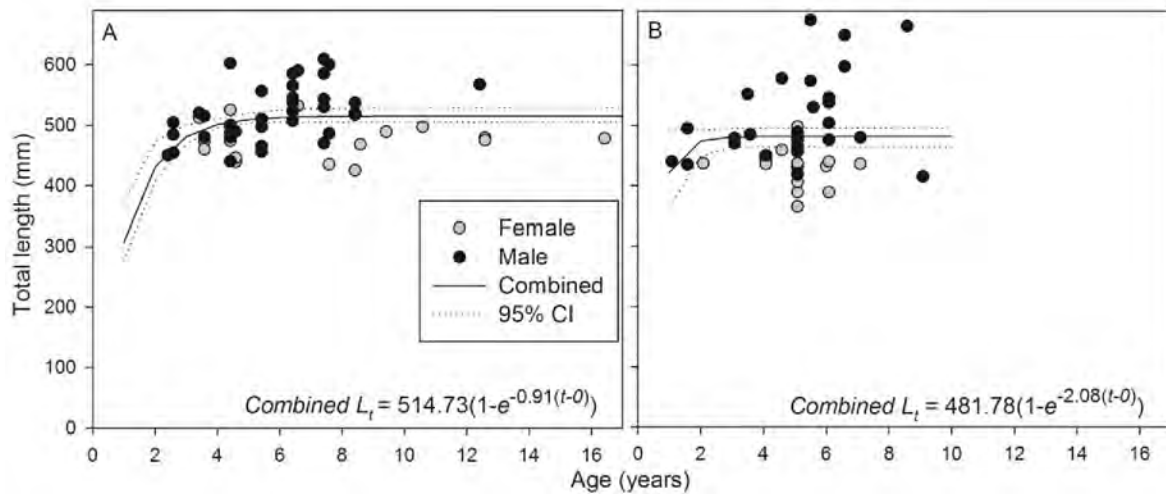 A
B
Total length (mm)
600
500
400
300
200
100
0
Female
Male
Combined
95% CI
Combined Lt = 514.73(1-e-0.91(t-0))
Combined Lt = 481.78(1-e-2.08(t-0))
0 2 4 6 8 10 12 14 16 0 2 4 6 8 10 12 14 16
Age (years)